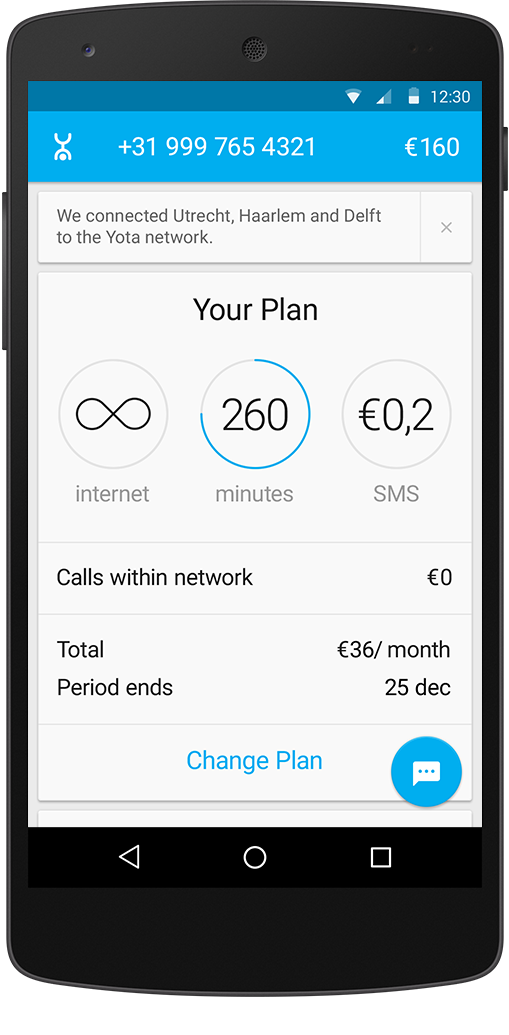 12:30
+31 999 765 4321 €160
We connected Utrecht, Haarlem and Delft
to the Yota network.
Your Plan
∞ 260 €0,2
internet minutes SMS
Calls within network €0
Total €36/ month
Period ends 25 dec
Change Plan